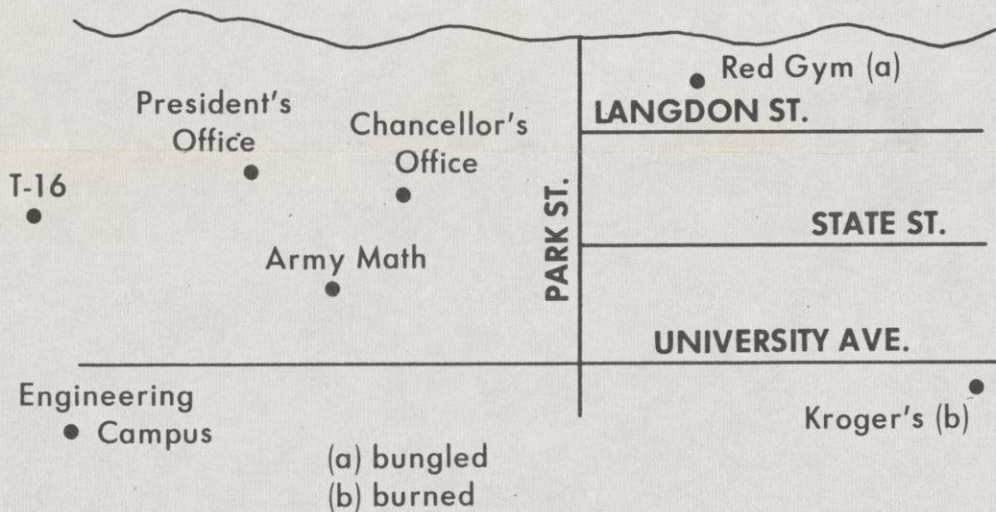 Red Gym (a)
LANGDON ST.
President's
Office
Chancellor's
Office
T-16
PARK ST.
STATE ST.
Army Math
UNIVERSITY AVE.
Engineering
Campus
Kroger's (b)
(a) bungled
(b) burned